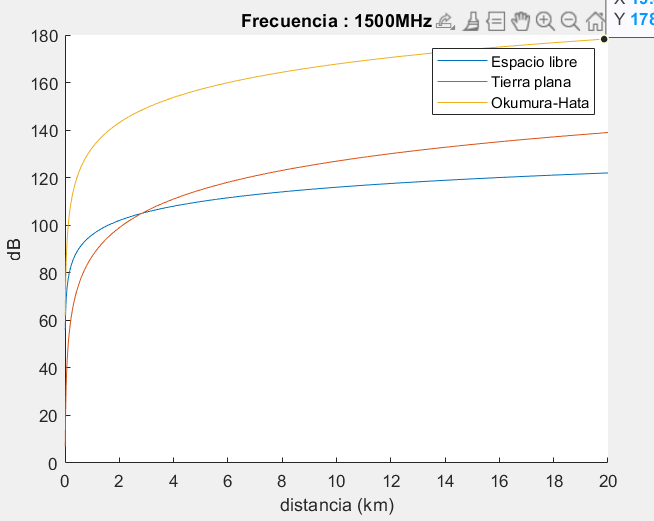 Frecuencia : 1500MHz
Y 178
180
160
140
120
100
80
60
40
20
0
dB
Espacio libre
Tierra plana
Okumura-Hata
0 2 4 6 8 10 12 14 16 18 20
distancia (km)